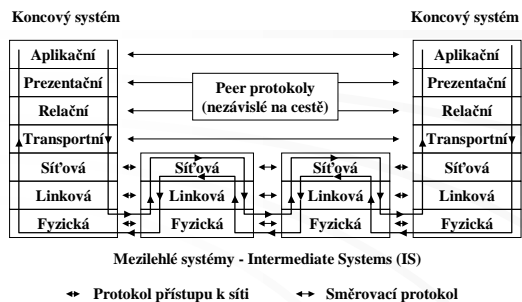 Koncový systém
Koncový systém
Aplikační
Aplikační
Prezentační
Peer protokoly
Prezentační
Relační
(nezávislé na cestě)
Relační
Transportní
Transportní
Síťová
Síťová
Síťová
Síťová
Linková
Linková
Linková
Linková
Fyzická
Fyzická
Fyzická
Fyzická
Mezilehlé systémy - Intermediate Systems (IS)
Protokol přístupu k síti
Směrovací protokol